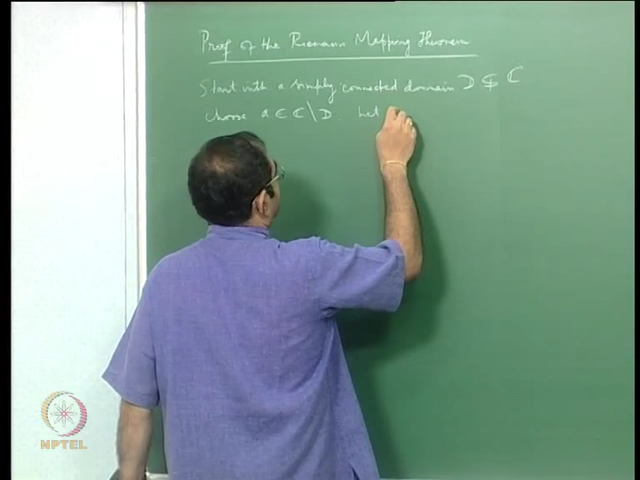 Proof of the Riemann Mapping Theorem
Start with a simply connected domain D ⊊ ℂ
choose a ∈ ℂ \ D. Let
NPTEL